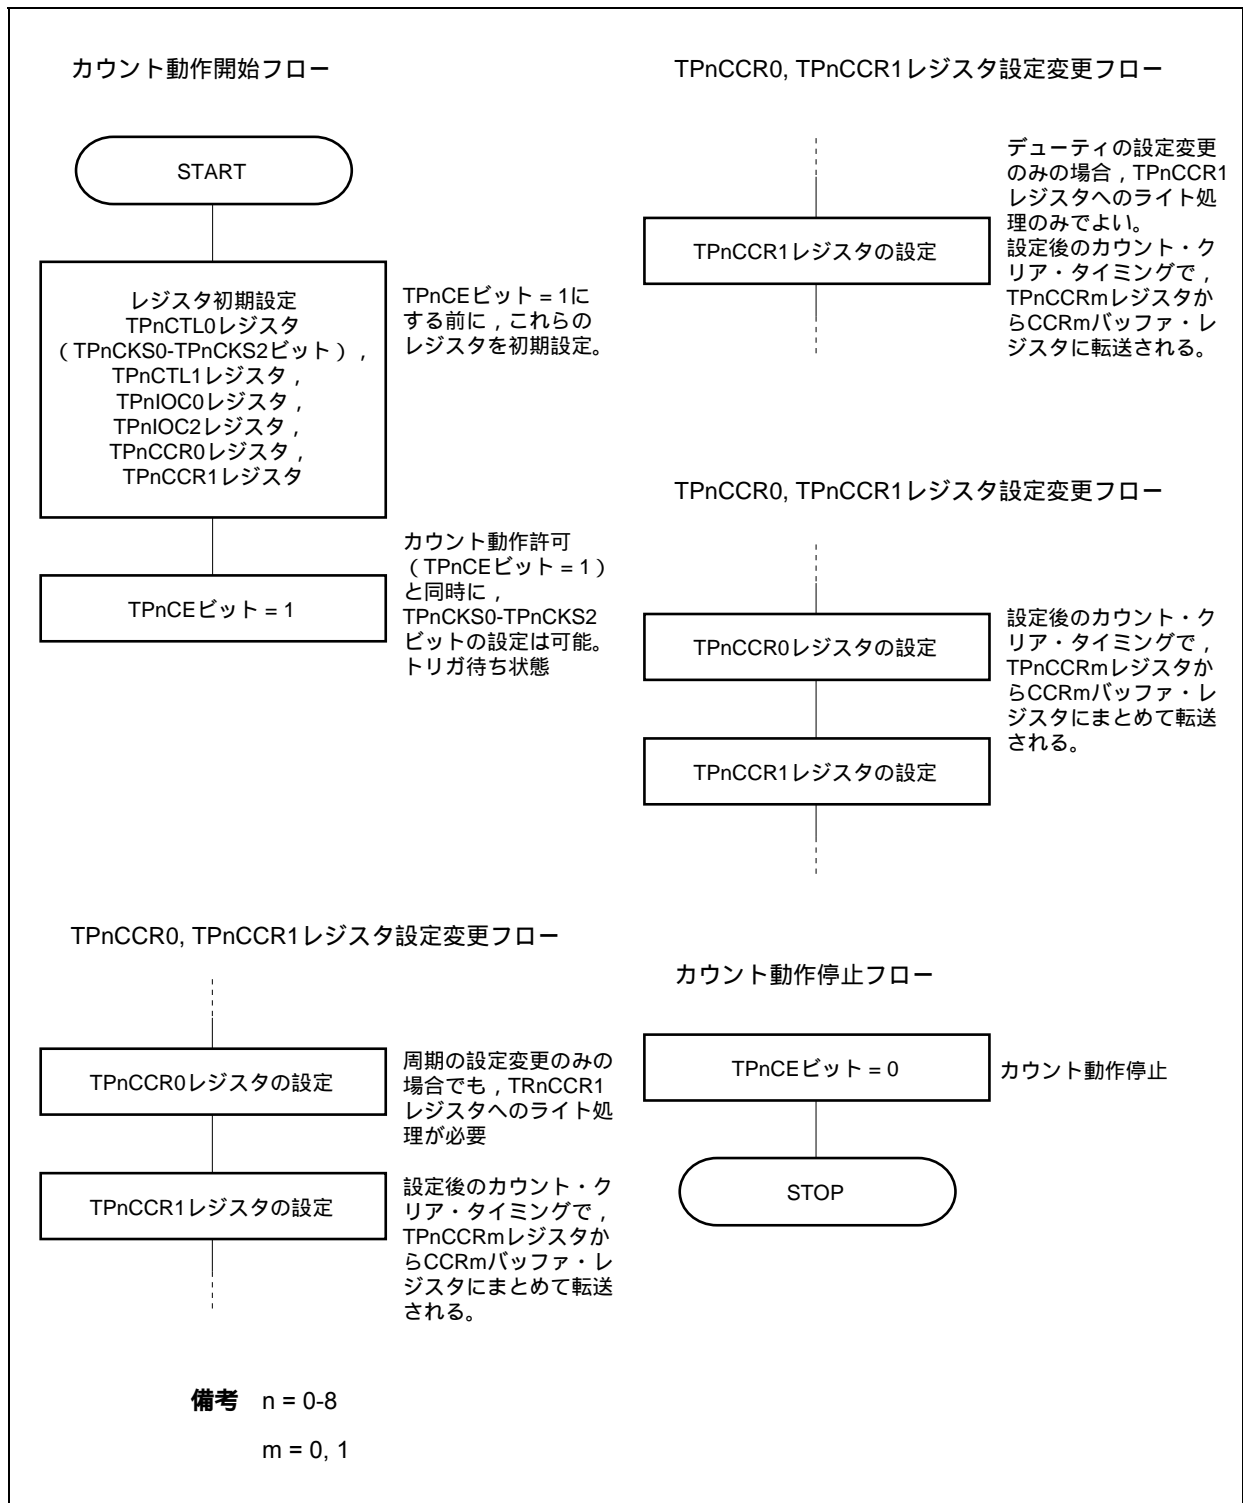 カウント動作開始フロー
START
レジスタ初期設定
TPnCTL0レジスタ
(TPnCKS0-TPnCKS2ビット),
TPnCTL1レジスタ,
TPnIOC0レジスタ,
TPnIOC2レジスタ,
TPnCCR0レジスタ,
TPnCCR1レジスタ
TPnCEビット = 1に
する前に,これらの
レジスタを初期設定。
TPnCEビット = 1
カウント動作許可
(TPnCEビット = 1)
と同時に,
TPnCKS0-TPnCKS2
ビットの設定は可能。
トリガ待ち状態
TPnCCR0, TPnCCR1レジスタ設定変更フロー
TPnCCR0レジスタの設定
周期の設定変更のみの
場合でも,TRnCCR1
レジスタへのライト処
理が必要
TPnCCR1レジスタの設定
設定後のカウント・ク
リア・タイミングで,
TPnCCRmレジスタか
らCCRmバッファ・レ
ジスタにまとめて転送
される。
TPnCCR0, TPnCCR1レジスタ設定変更フロー
TPnCCR1レジスタの設定
デューティの設定変更
のみの場合,TPnCCR1
レジスタへのライト処
理のみでよい。
設定後のカウント・ク
リア・タイミングで,
TPnCCRmレジスタか
らCCRmバッファ・レ
ジスタに転送される。
TPnCCR0, TPnCCR1レジスタ設定変更フロー
TPnCCR0レジスタの設定
設定後のカウント・ク
リア・タイミングで,
TPnCCRmレジスタか
らCCRmバッファ・レ
ジスタにまとめて転送
される。
TPnCCR1レジスタの設定
カウント動作停止フロー
TPnCEビット = 0
カウント動作停止
STOP
備考 n = 0-8
m = 0, 1